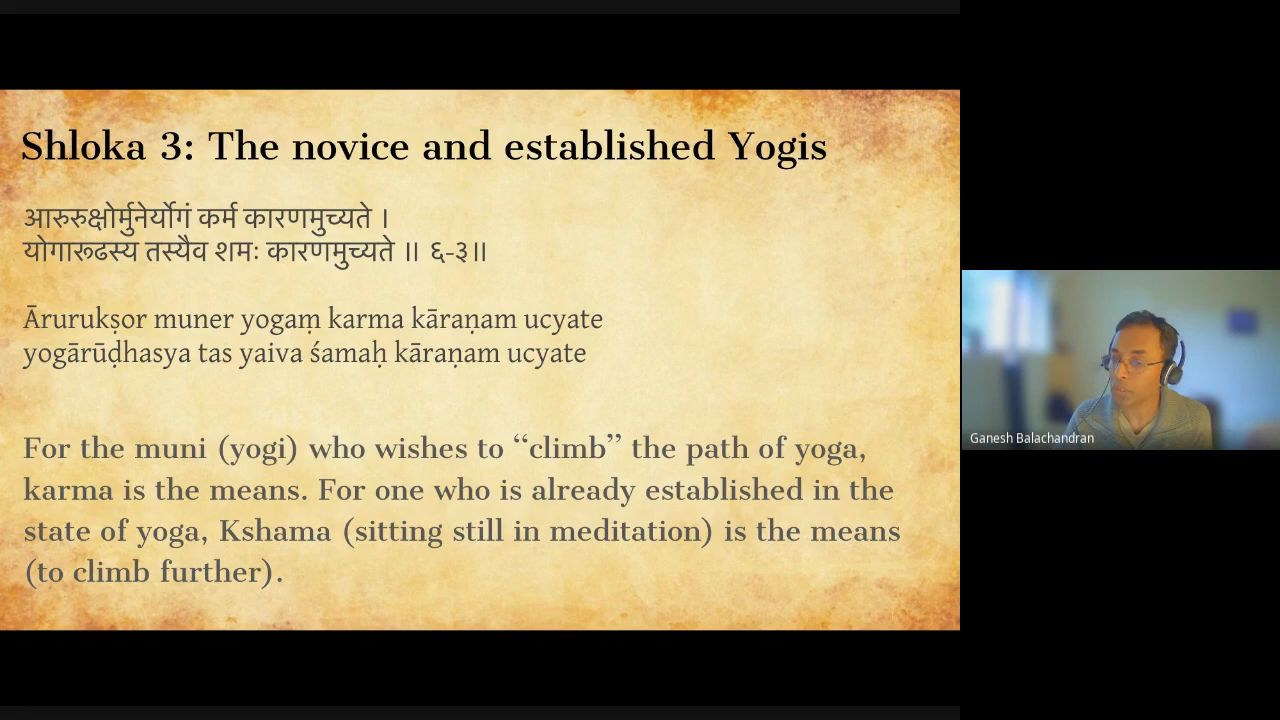 Shloka 3: The novice and established Yogis
आरुरुक्षोर्मुनेर्योगं कर्म कारणमुच्यते ।
योगारूढस्य तस्यैव शमः कारणमुच्यते ॥ ६-३॥
Ārurukṣor muner yogaṃ karma kāraṇam ucyate
yogārūḍhasya tas yaiva śamaḥ kāraṇam ucyate
For the muni (yogi) who wishes to “climb” the path of yoga,
karma is the means. For one who is already established in the
state of yoga, Kshama (sitting still in meditation) is the means
(to climb further).
Ganesh Balachandran